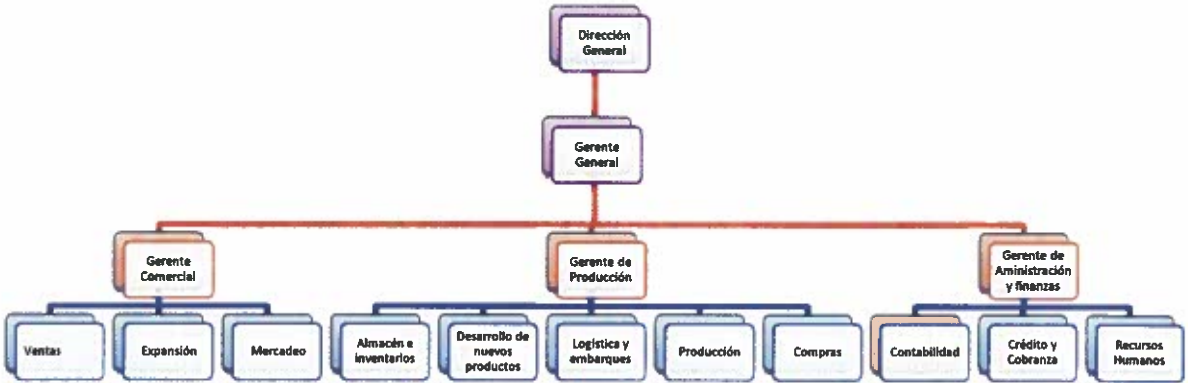 Dirección
General
Gerente
General
Gerente
Comercial
Gerente de
Producción
Gerente de
Aministración
y finanzas
Ventas
Expansión
Mercadeo
Almacén e
inventarios
Desarrollo de
nuevos
productos
Logística y
embarques
Producción
Compras
Contabilidad
Crédito y
Cobranza
Recursos
Humanos